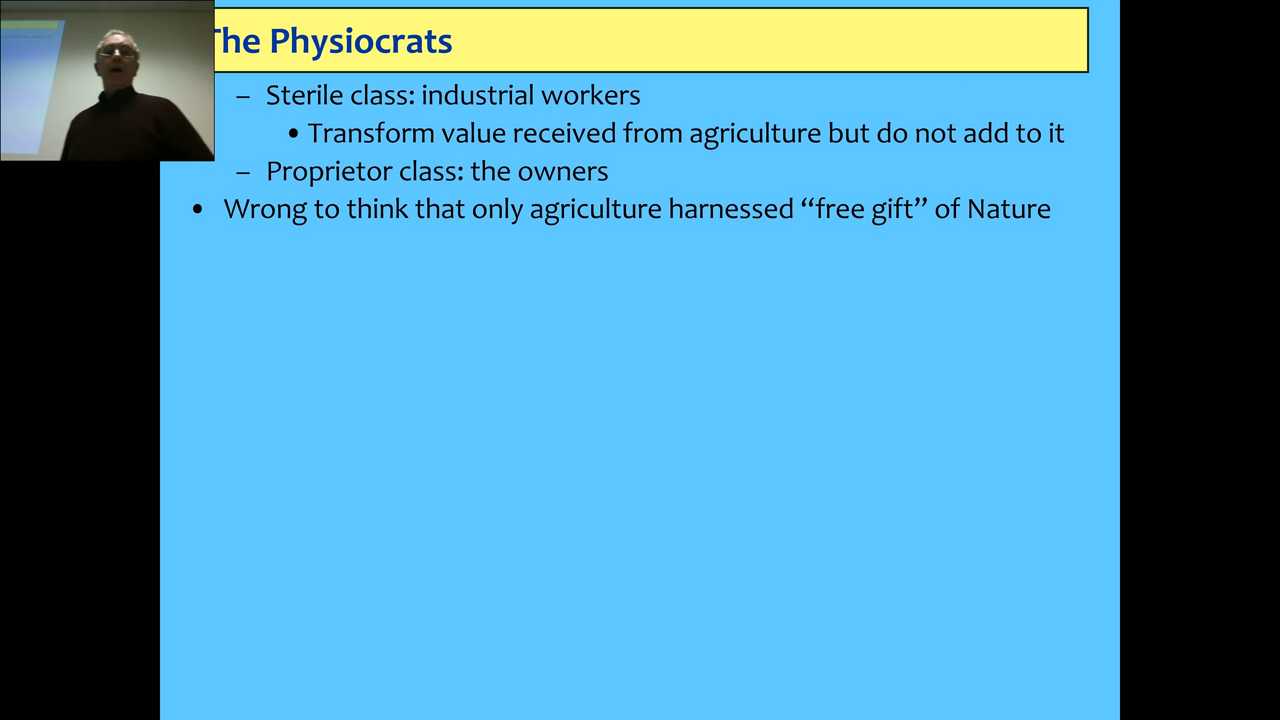 The Physiocrats
– Sterile class: industrial workers
• Transform value received from agriculture but do not add to it
– Proprietor class: the owners
• Wrong to think that only agriculture harnessed “free gift” of Nature